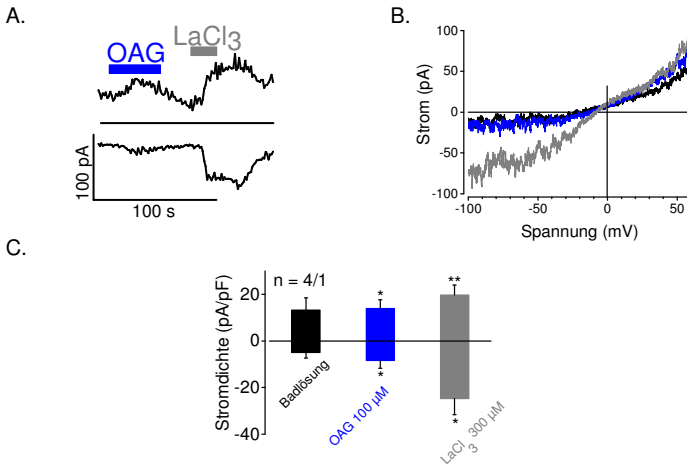 A.
OAG
LaCl3
100 pA
100 s
B.
Strom (pA)
100
50
0
-50
-100
-100
-50
0
50
Spannung (mV)
C.
Stromdichte (pA/pF)
20
0
-20
-40
n = 4/1
*
**
*
*
Badlösung
OAG 100 µM
LaCl3 300 µM